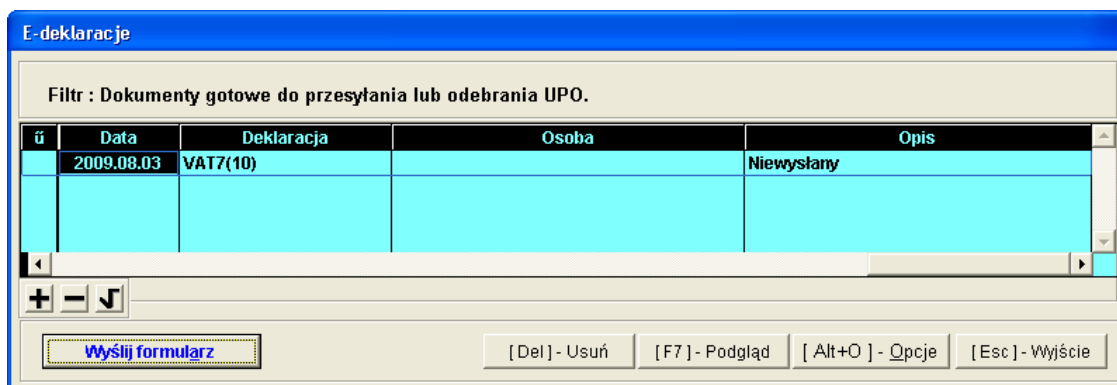 E-deklaracje
Filtr : Dokumenty gotowe do przesyłania lub odebrania UPO.
ű Data Deklaracja Osoba Opis
2009.08.03 VAT7(10) Niewysłany
Wyślij formularz [ Del ] - Usuń [ F7 ] - Podgląd [ Alt+O ] - Opcje [ Esc ] - Wyjście